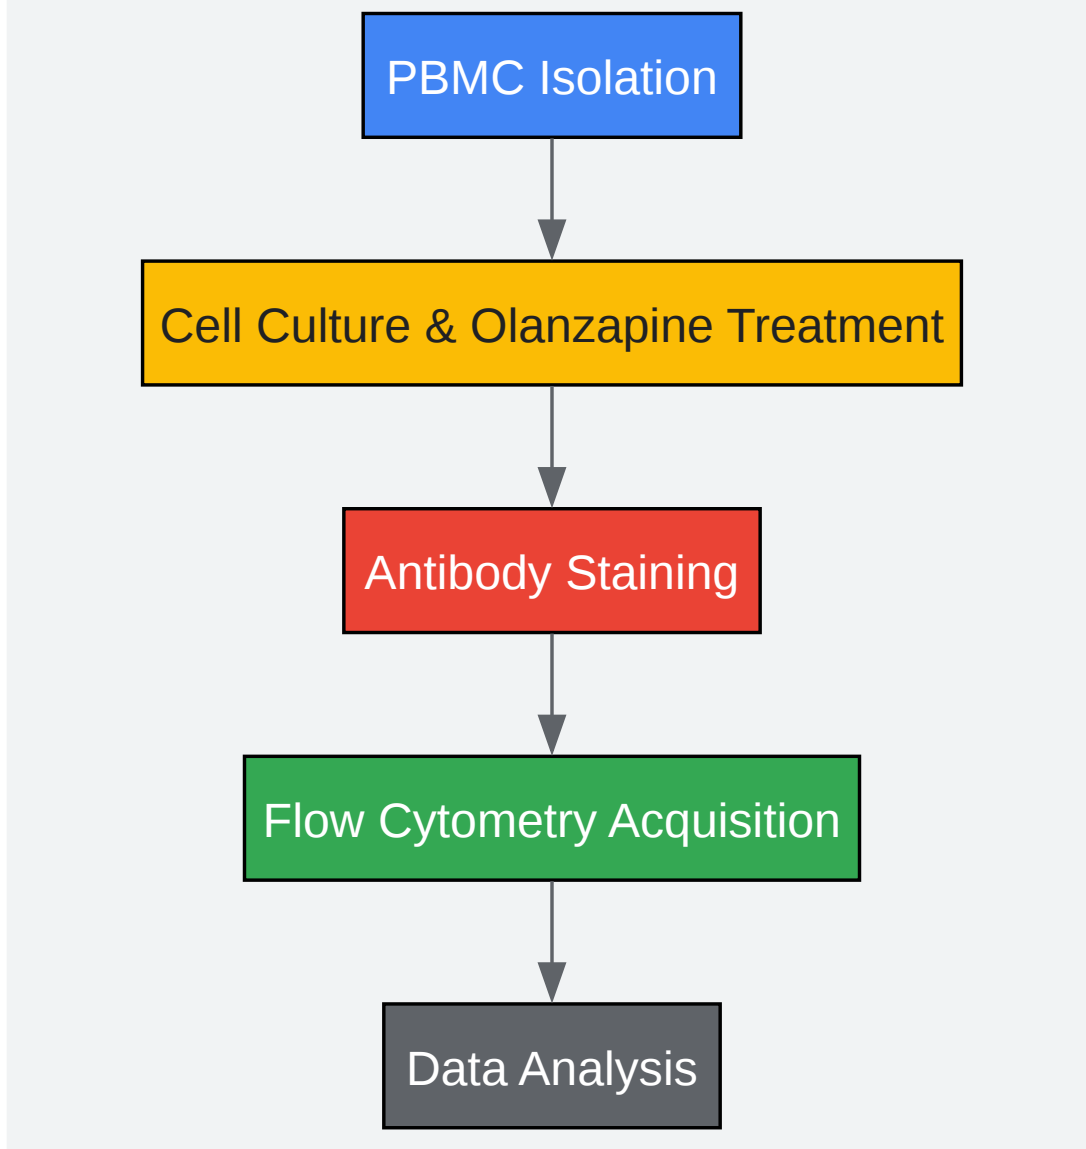 PBMC Isolation
Cell Culture & Olanzapine Treatment
Antibody Staining
Flow Cytometry Acquisition
Data Analysis